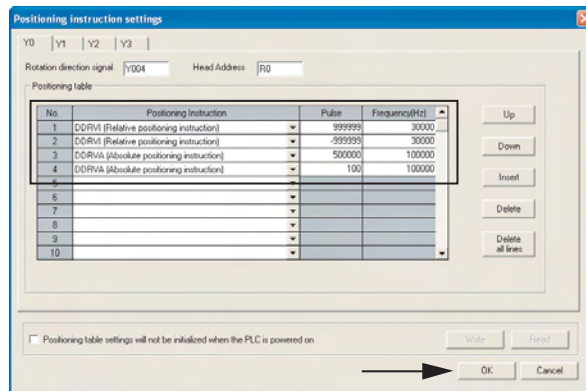 Positioning instruction settings
Y0 Y1 Y2 Y3
Rotation direction signal Y004 Head Address R0
Positioning table
No. Positioning Instruction Pulse Frequency(Hz)
1 DDRVI (Relative positioning instruction) 999999 30000
2 DDRVI (Relative positioning instruction) -999999 30000
3 DDRVA (Absolute positioning instruction) 500000 100000
4 DDRVA (Absolute positioning instruction) 100 100000
5
6
7
8
9
10
Up
Down
Insert
Delete
Delete
all lines
Positioning table settings will not be initialized when the PLC is powered on
Write Read
OK Cancel